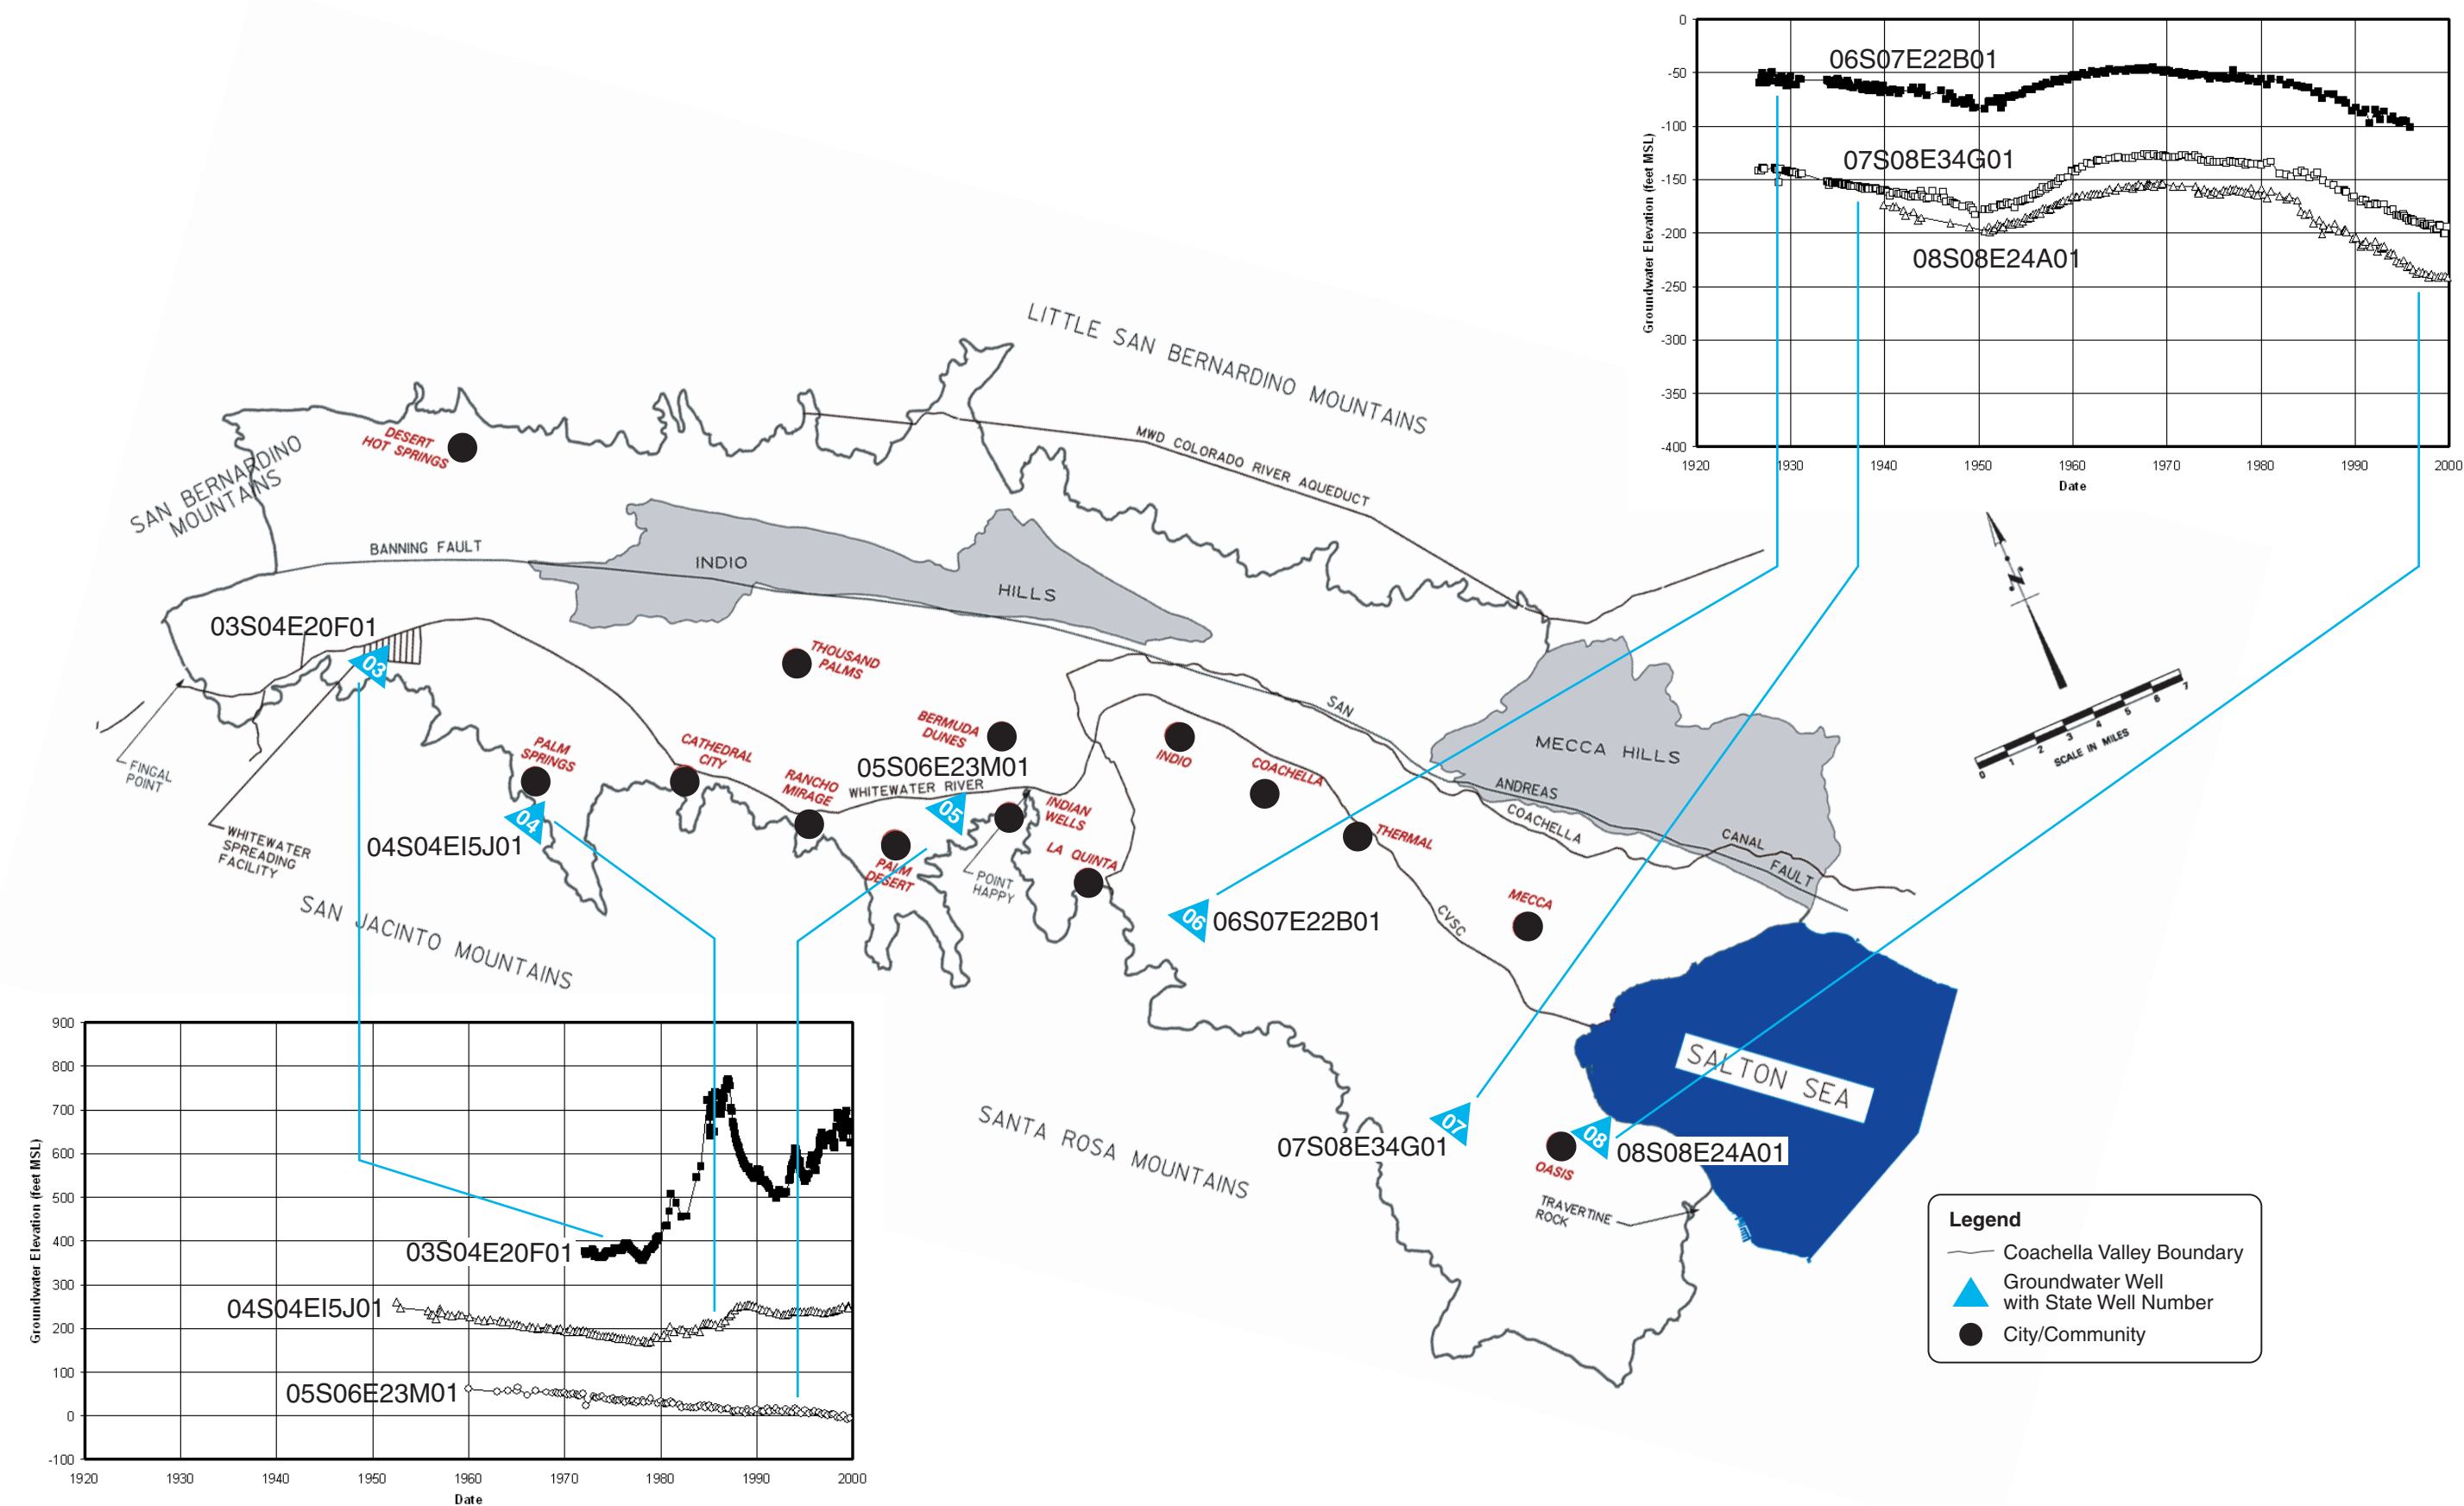 0
-50
-100
-150
-200
-250
-300
-350
-400
Groundwater Elevation (feet MSL)
06S07E22B01
07S08E34G01
08S08E24A01
1920
1930
1940
1950
1960
1970
1980
1990
2000
Date
LITTLE SAN BERNARDINO MOUNTAINS
MWD COLORADO RIVER AQUEDUCT
DESERT
HOT SPRINGS
SAN BERNARDINO
MOUNTAINS
BANNING FAULT
INDIO
HILLS
N
03S04E20F01
03
THOUSAND
PALMS
SAN
0
1
2
3
4
5
6
7
SCALE IN MILES
MECCA HILLS
BERMUDA
DUNES
INDIO
COACHELLA
PALM
SPRINGS
CATHEDRAL
CITY
RANCHO
MIRAGE
05S06E23M01
WHITEWATER RIVER
05
INDIAN
WELLS
FINGAL
POINT
ANDREAS
COACHELLA
CANAL
FAULT
THERMAL
04
04S04EI5J01
WHITEWATER
SPREADING
FACILITY
PALM
DESERT
POINT
HAPPY
LA QUINTA
06
06S07E22B01
CVSC
MECCA
SAN JACINTO MOUNTAINS
SALTON SEA
SANTA ROSA MOUNTAINS
07
07S08E34G01
08
08S08E24A01
OASIS
TRAVERTINE
ROCK
900
800
700
600
500
400
300
200
100
0
-100
Groundwater Elevation (feet MSL)
03S04E20F01
04S04EI5J01
05S06E23M01
1920
1930
1940
1950
1960
1970
1980
1990
2000
Date
Legend
Coachella Valley Boundary
Groundwater Well
with State Well Number
City/Community